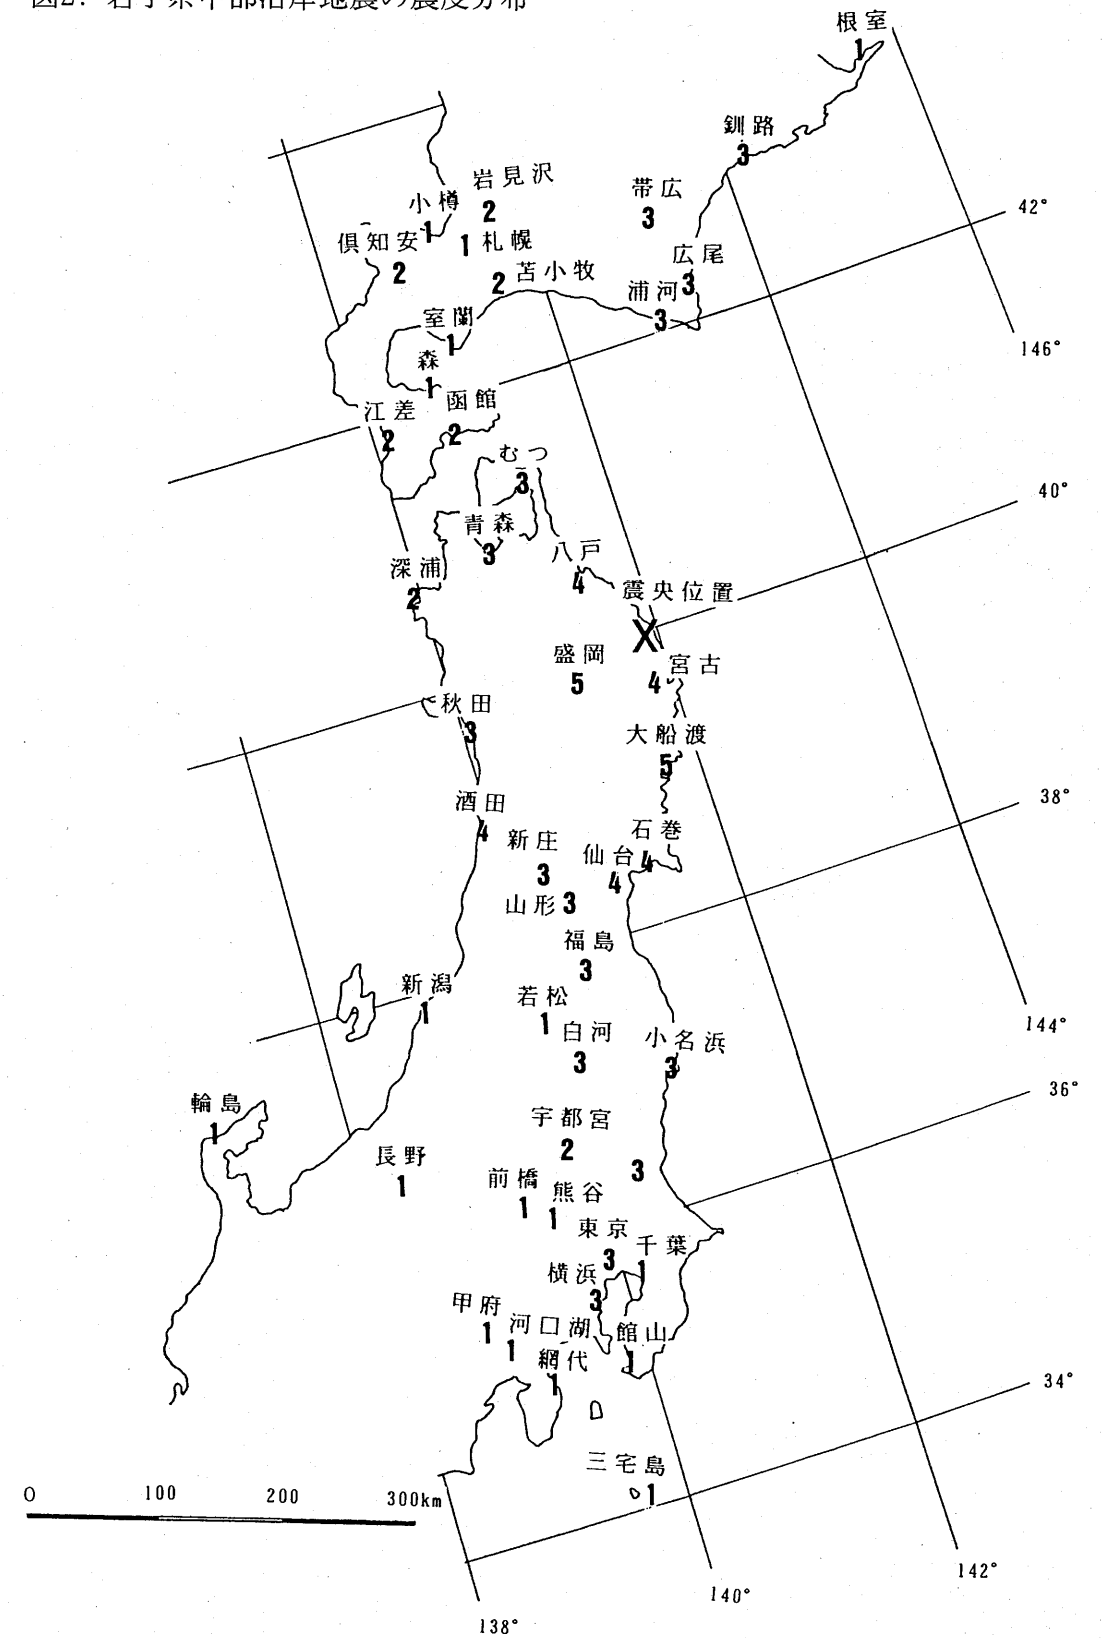 図2. 岩手県中部沿岸地震の震度分布
根室
1
釧路
3
岩見沢
2
帯広
3
小樽
1
42°
倶知安
2
1 札幌
広尾
3
2 苫小牧
浦河
3
室蘭
1
146°
森
1
江差
2
函館
2
むつ
3
40°
青森
3
八戸
4
深浦
2
震央位置
X
盛岡
5
宮古
4
秋田
3
大船渡
5
酒田
4
38°
新庄
3
石巻
4
仙台
4
山形 3
福島
3
新潟
1
若松
1
144°
白河
3
小名浜
3
36°
輪島
1
宇都宮
2
長野
1
3
前橋
1
熊谷
1
東京
3
千葉
1
横浜
3
甲府
1
河口湖
1
館山
1
網代
1
34°
三宅島
1
0 100 200 300km
142°
140°
138°